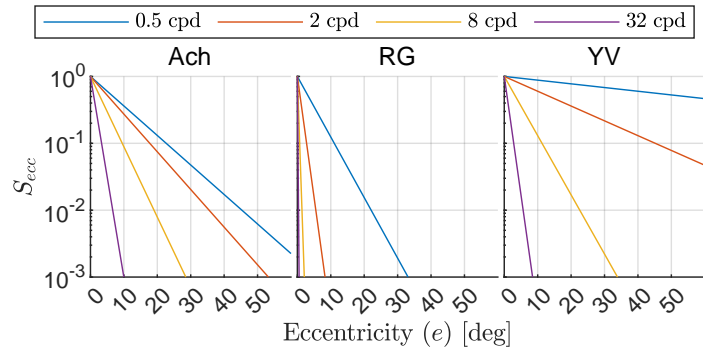 0.5 cpd 2 cpd 8 cpd 32 cpd
Ach RG YV
S_ecc
10^0
10^-1
10^-2
10^-3
0 10 20 30 40 50 0 10 20 30 40 50 0 10 20 30 40 50
Eccentricity (e) [deg]